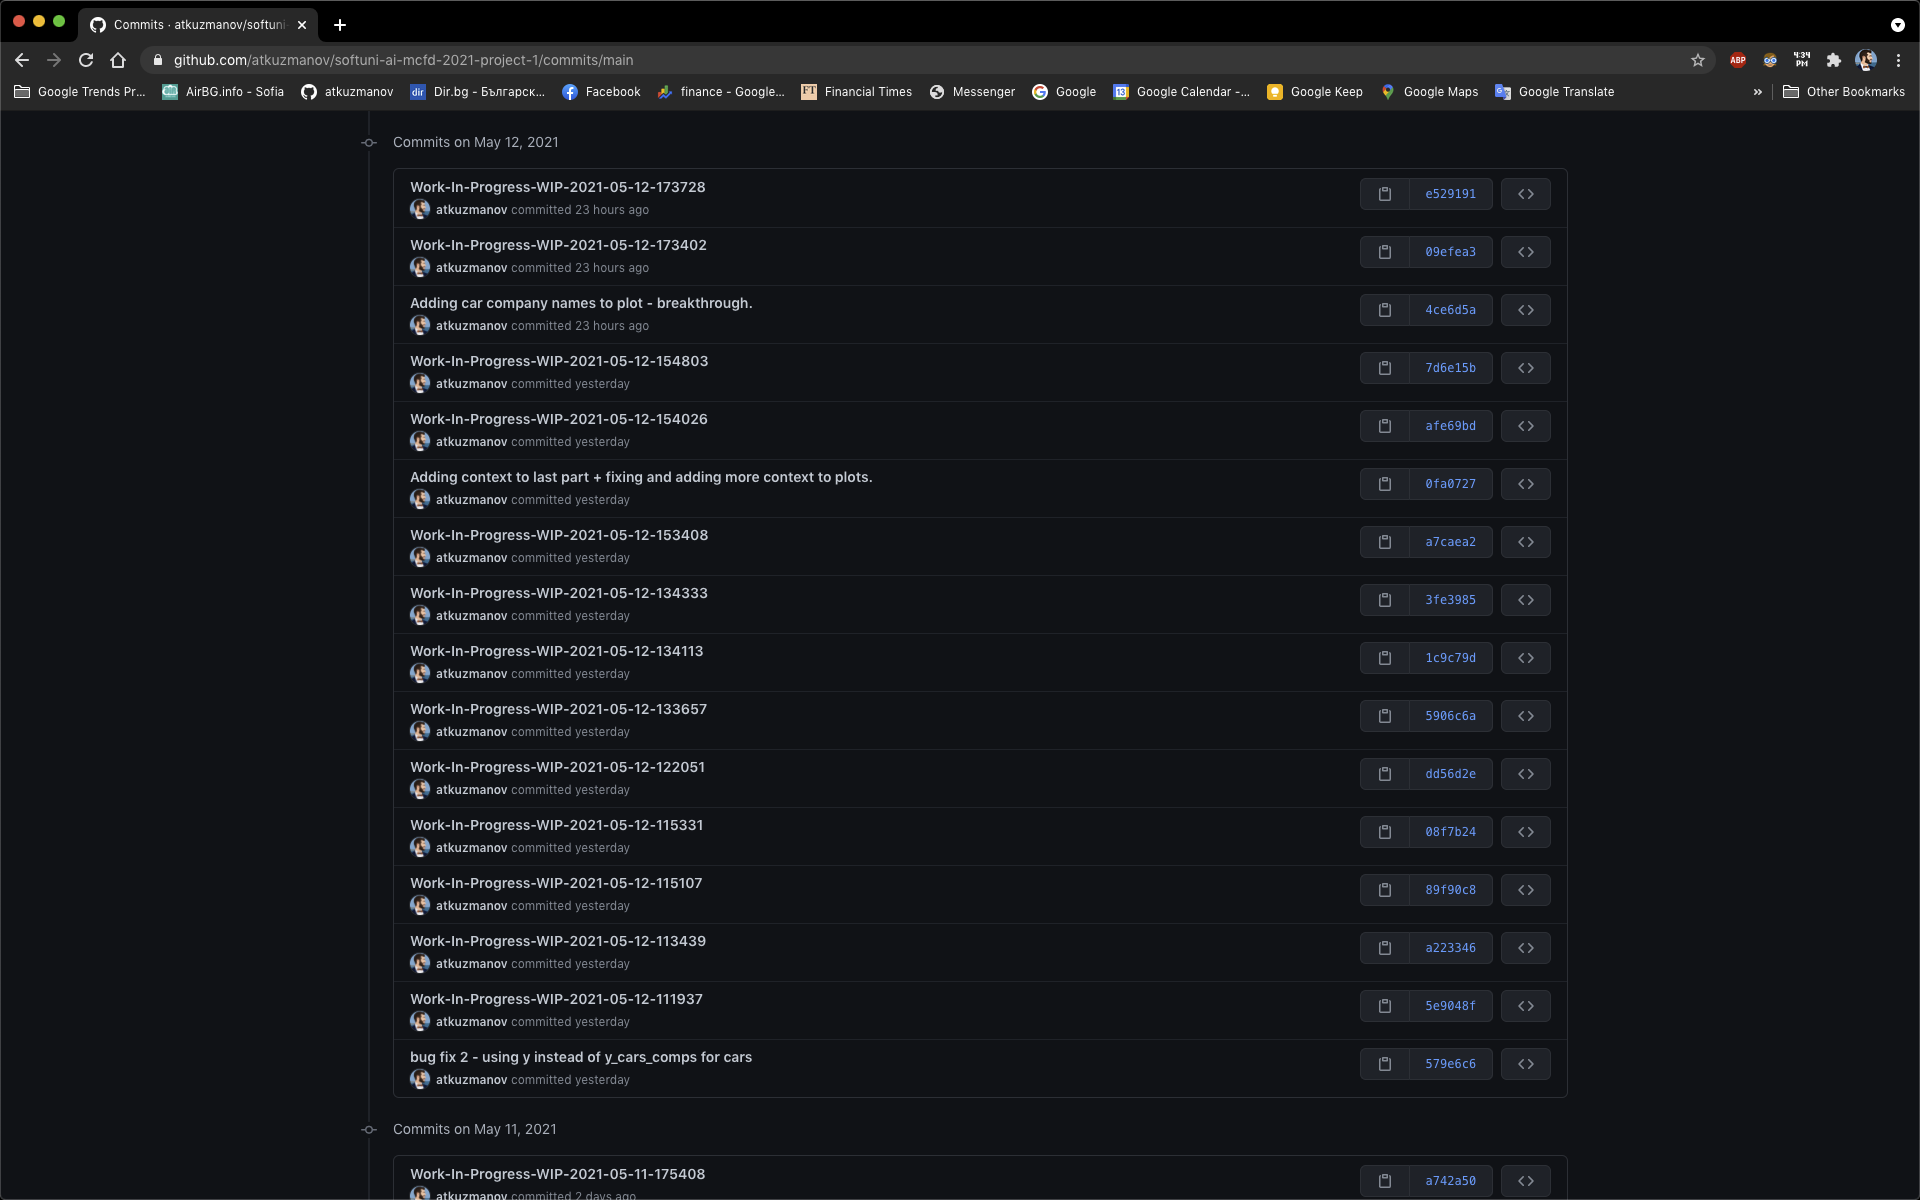 Commits · atkuzmanov/softuni-
github.com/atkuzmanov/softuni-ai-mcfd-2021-project-1/commits/main
ABP
4:34
PM
Google Trends Pr...
AirBG.info - Sofia
atkuzmanov
dir
Dir.bg - Българск...
Facebook
finance - Google...
FT
Financial Times
Messenger
Google
13
Google Calendar -...
Google Keep
Google Maps
Google Translate
»
Other Bookmarks
Commits on May 12, 2021
Work-In-Progress-WIP-2021-05-12-173728
e529191
atkuzmanov committed 23 hours ago
Work-In-Progress-WIP-2021-05-12-173402
09efea3
atkuzmanov committed 23 hours ago
Adding car company names to plot - breakthrough.
4ce6d5a
atkuzmanov committed 23 hours ago
Work-In-Progress-WIP-2021-05-12-154803
7d6e15b
atkuzmanov committed yesterday
Work-In-Progress-WIP-2021-05-12-154026
afe69bd
atkuzmanov committed yesterday
Adding context to last part + fixing and adding more context to plots.
0fa0727
atkuzmanov committed yesterday
Work-In-Progress-WIP-2021-05-12-153408
a7caea2
atkuzmanov committed yesterday
Work-In-Progress-WIP-2021-05-12-134333
3fe3985
atkuzmanov committed yesterday
Work-In-Progress-WIP-2021-05-12-134113
1c9c79d
atkuzmanov committed yesterday
Work-In-Progress-WIP-2021-05-12-133657
5906c6a
atkuzmanov committed yesterday
Work-In-Progress-WIP-2021-05-12-122051
dd56d2e
atkuzmanov committed yesterday
Work-In-Progress-WIP-2021-05-12-115331
08f7b24
atkuzmanov committed yesterday
Work-In-Progress-WIP-2021-05-12-115107
89f90c8
atkuzmanov committed yesterday
Work-In-Progress-WIP-2021-05-12-113439
a223346
atkuzmanov committed yesterday
Work-In-Progress-WIP-2021-05-12-111937
5e9048f
atkuzmanov committed yesterday
bug fix 2 - using y instead of y_cars_comps for cars
579e6c6
atkuzmanov committed yesterday
Commits on May 11, 2021
Work-In-Progress-WIP-2021-05-11-175408
a742a50
atkuzmanov committed 2 days ago